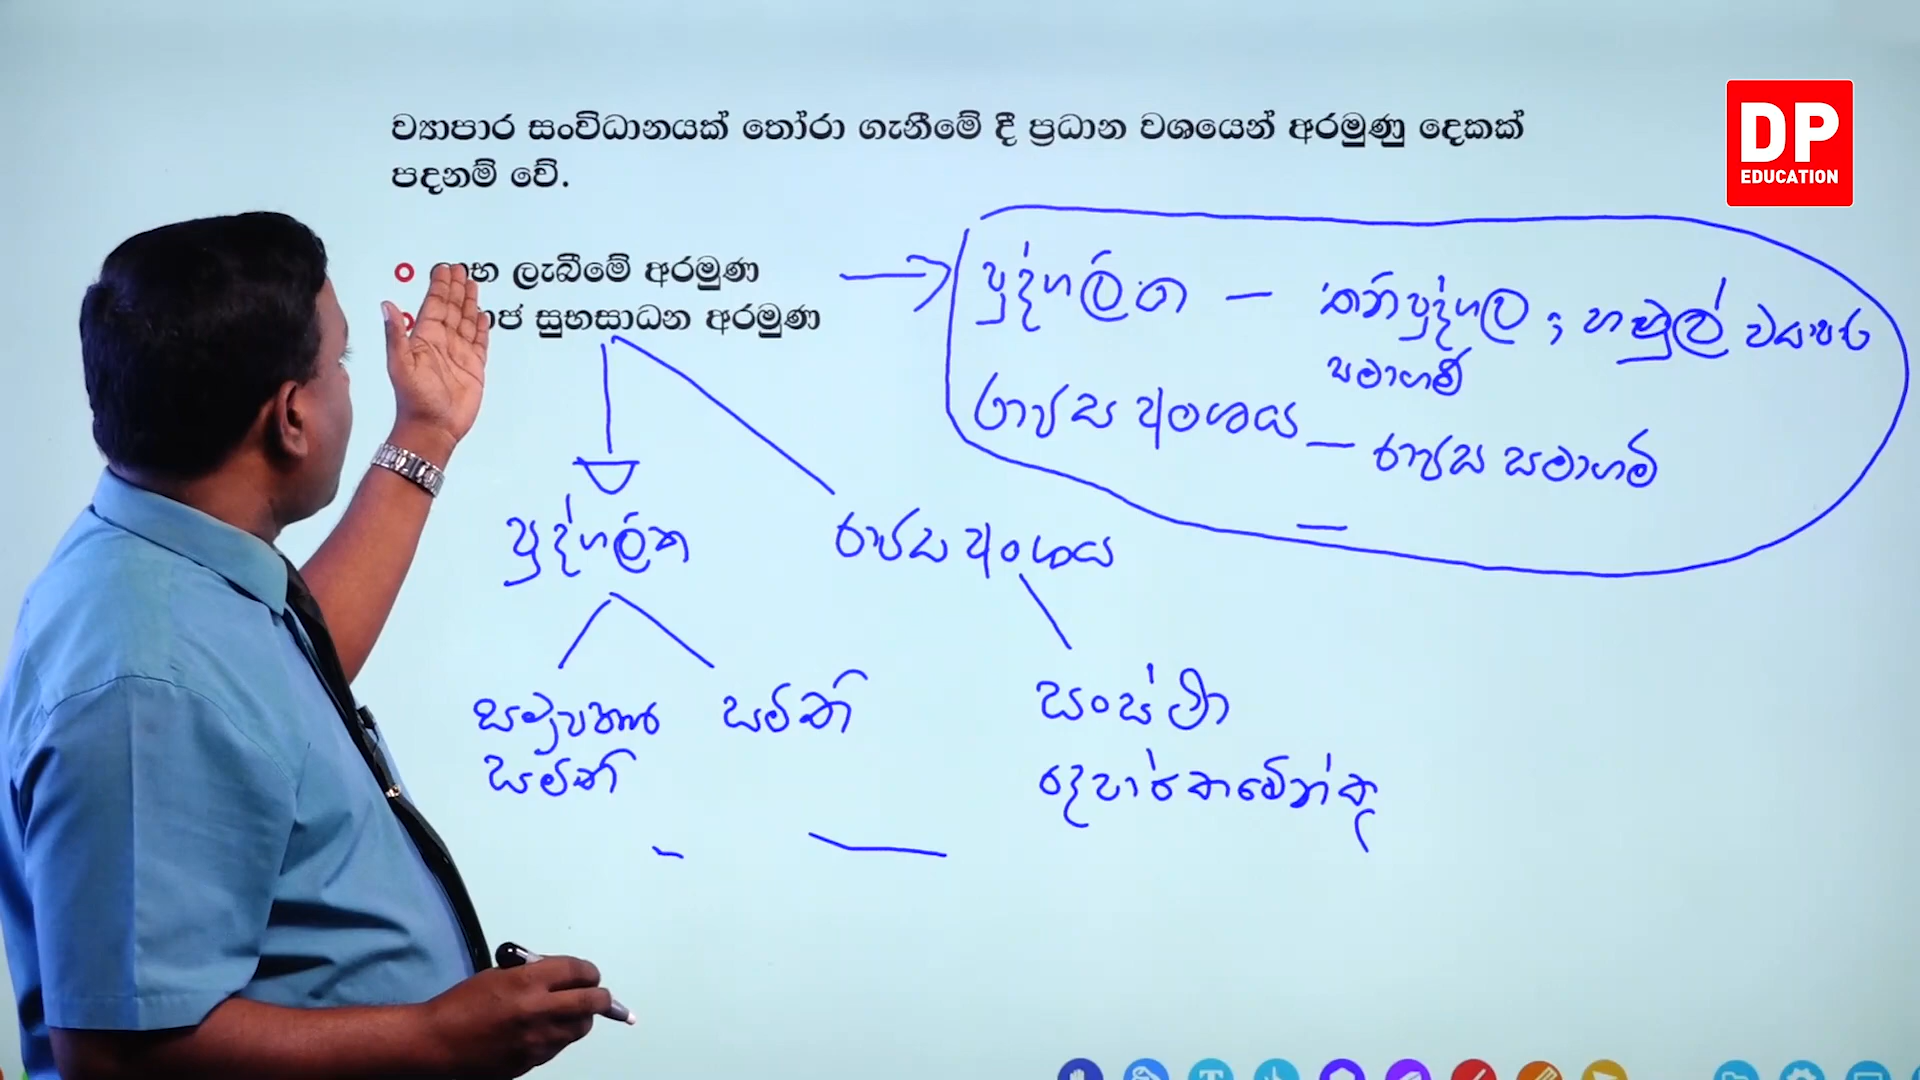 ව්‍යාපාර සංවිධානයක් තෝරා ගැනීමේ දී ප්‍රධාන වශයෙන් අරමුණු දෙකක්
පදනම් වේ.
DP
EDUCATION
ලැබීමේ අරමුණ
සුභසාධන අරමුණ
පුද්ගලික – තනි පුද්ගල , හවුල් ව්‍යාපාර
සමාගම්
රාජ්‍ය අංශය – රාජ්‍ය සමාගම්
පුද්ගලික
රාජ්‍ය අංශය
සමුපකාර සමිති
සමිති
සංස්ථා
දෙපාර්තමේන්තු